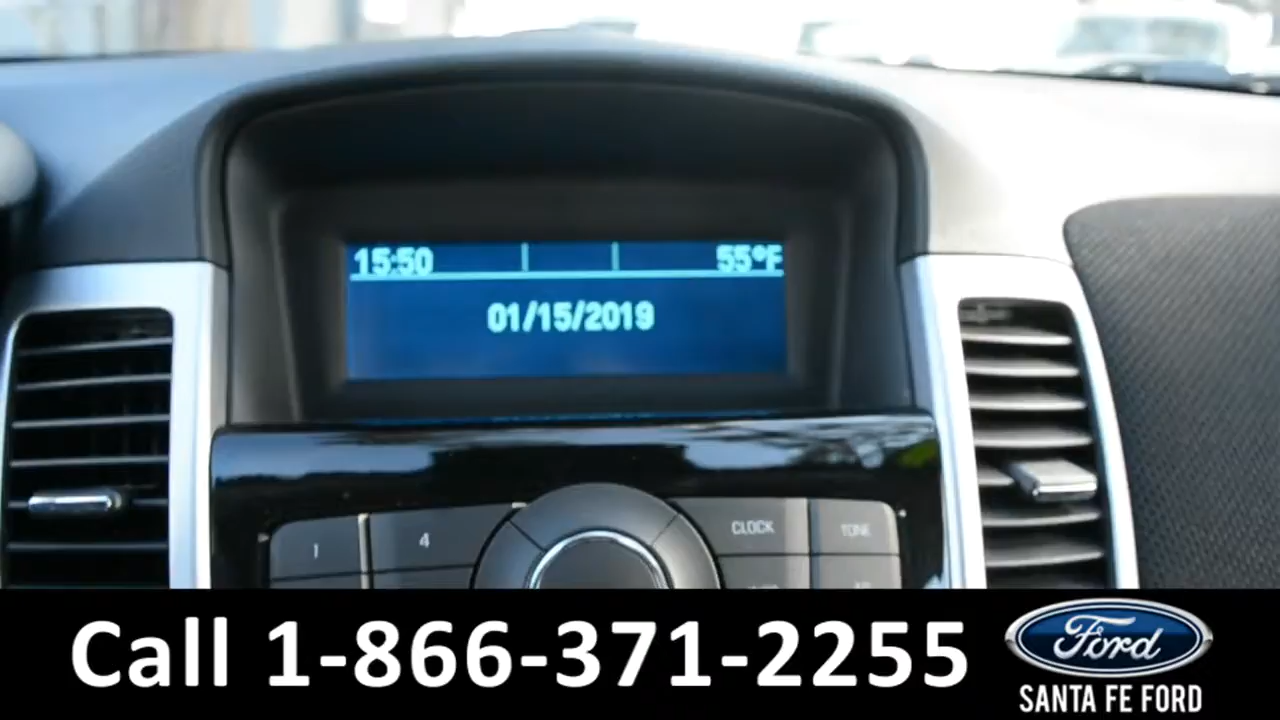 15:50 55°F
01/15/2019
1 4 CLOCK TONE
Call 1-866-371-2255
Ford
SANTA FE FORD